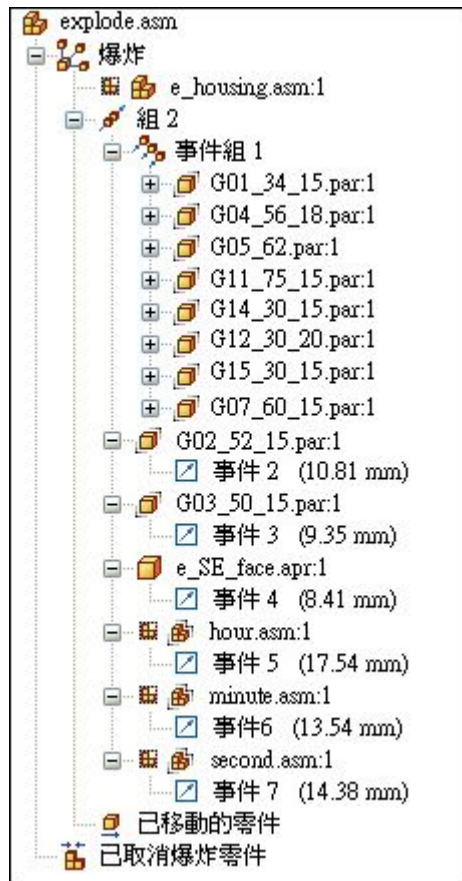 explode.asm
爆炸
e_housing.asm:1
組 2
事件組 1
G01_34_15.par:1
G04_56_18.par:1
G05_62.par:1
G11_75_15.par:1
G14_30_15.par:1
G12_30_20.par:1
G15_30_15.par:1
G07_60_15.par:1
G02_52_15.par:1
事件 2 (10.81 mm)
G03_50_15.par:1
事件 3 (9.35 mm)
e_SE_face.apr:1
事件 4 (8.41 mm)
hour.asm:1
事件 5 (17.54 mm)
minute.asm:1
事件6 (13.54 mm)
second.asm:1
事件 7 (14.38 mm)
已移動的零件
已取消爆炸零件